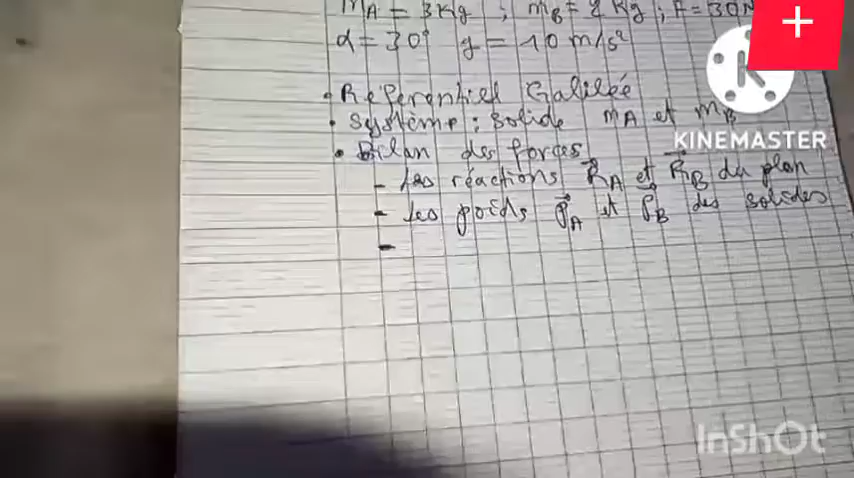 mA = 3Kg ; mB = 2 Kg ; F = 30N
α = 30° g = 10 m/s²
KINEMASTER
• Référentiel Galilée
• Système : solide mA et mB
• Bilan des forces
- les réactions R⃗A et R⃗B du plan
- les poids P⃗A et P⃗B des solides
-
InShOt